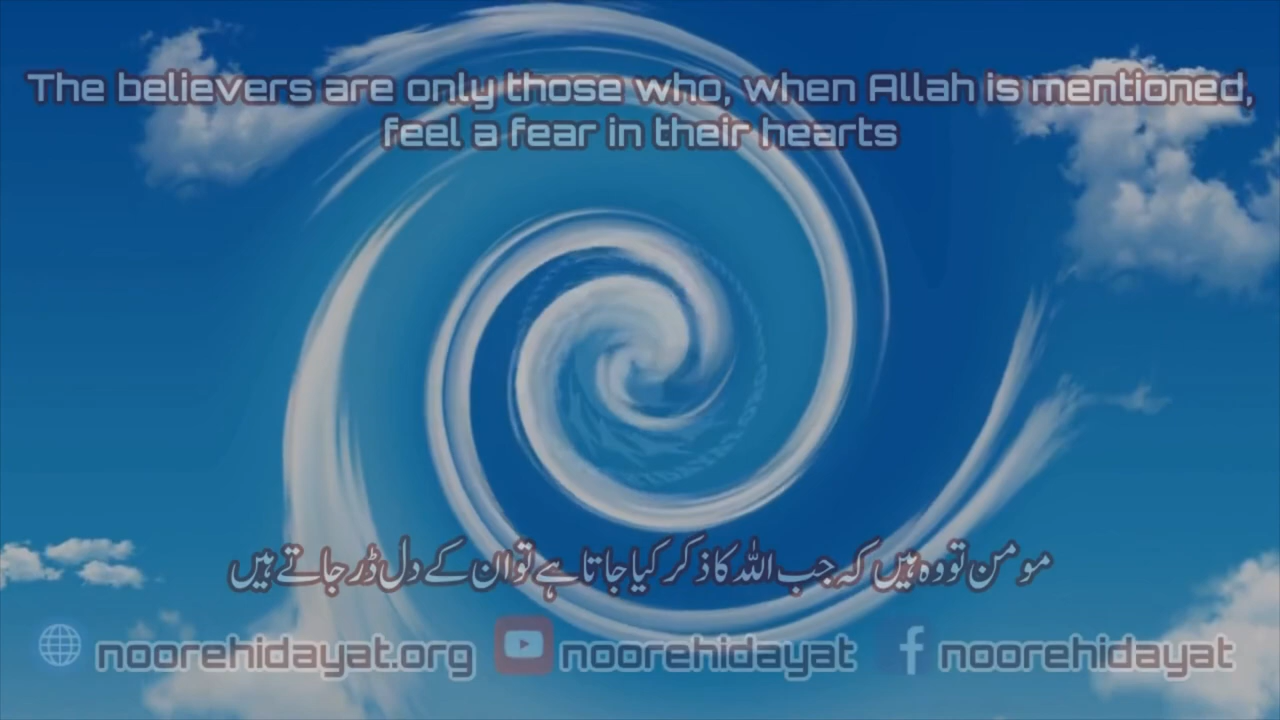 The believers are only those who, when Allah is mentioned,
feel a fear in their hearts
مومن تو وہ ہیں کہ جب اللہ کا ذکر کیا جاتا ہے تو ان کے دل ڈر جاتے ہیں
noorehidayat.org noorehidayat noorehidayat